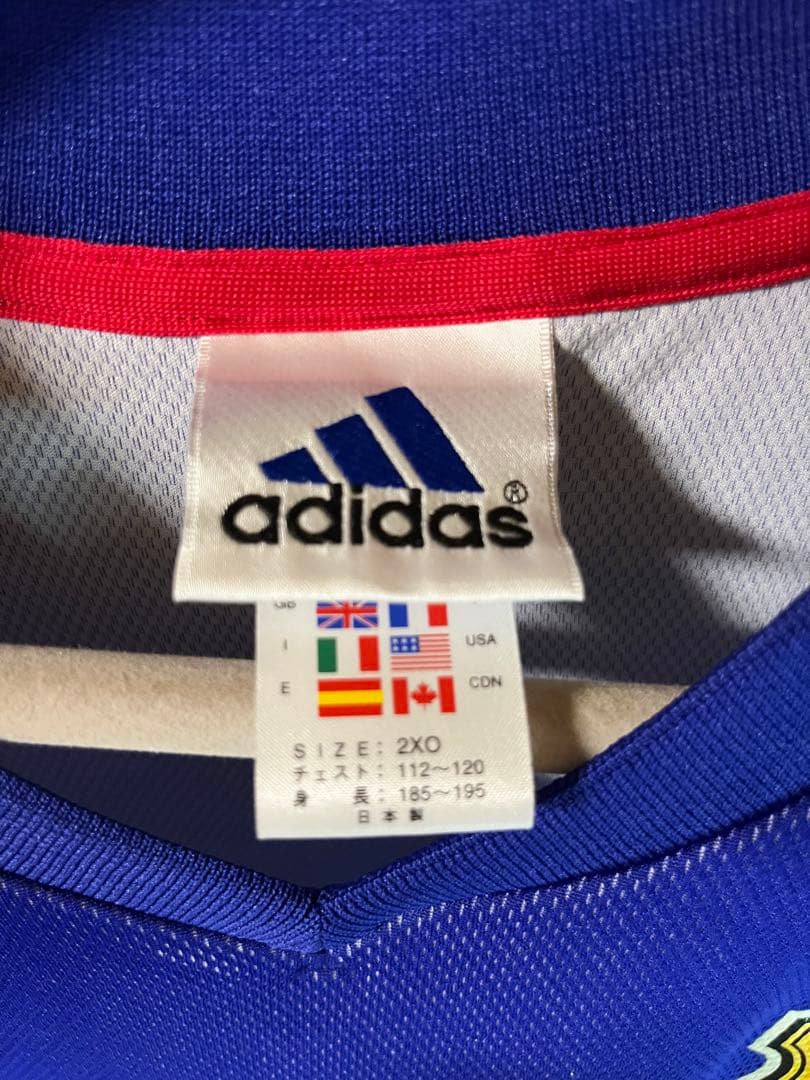 adidas®
GB
I USA
E CDN
SIZE: 2XO
チェスト: 112～120
身 長: 185～195
日本製